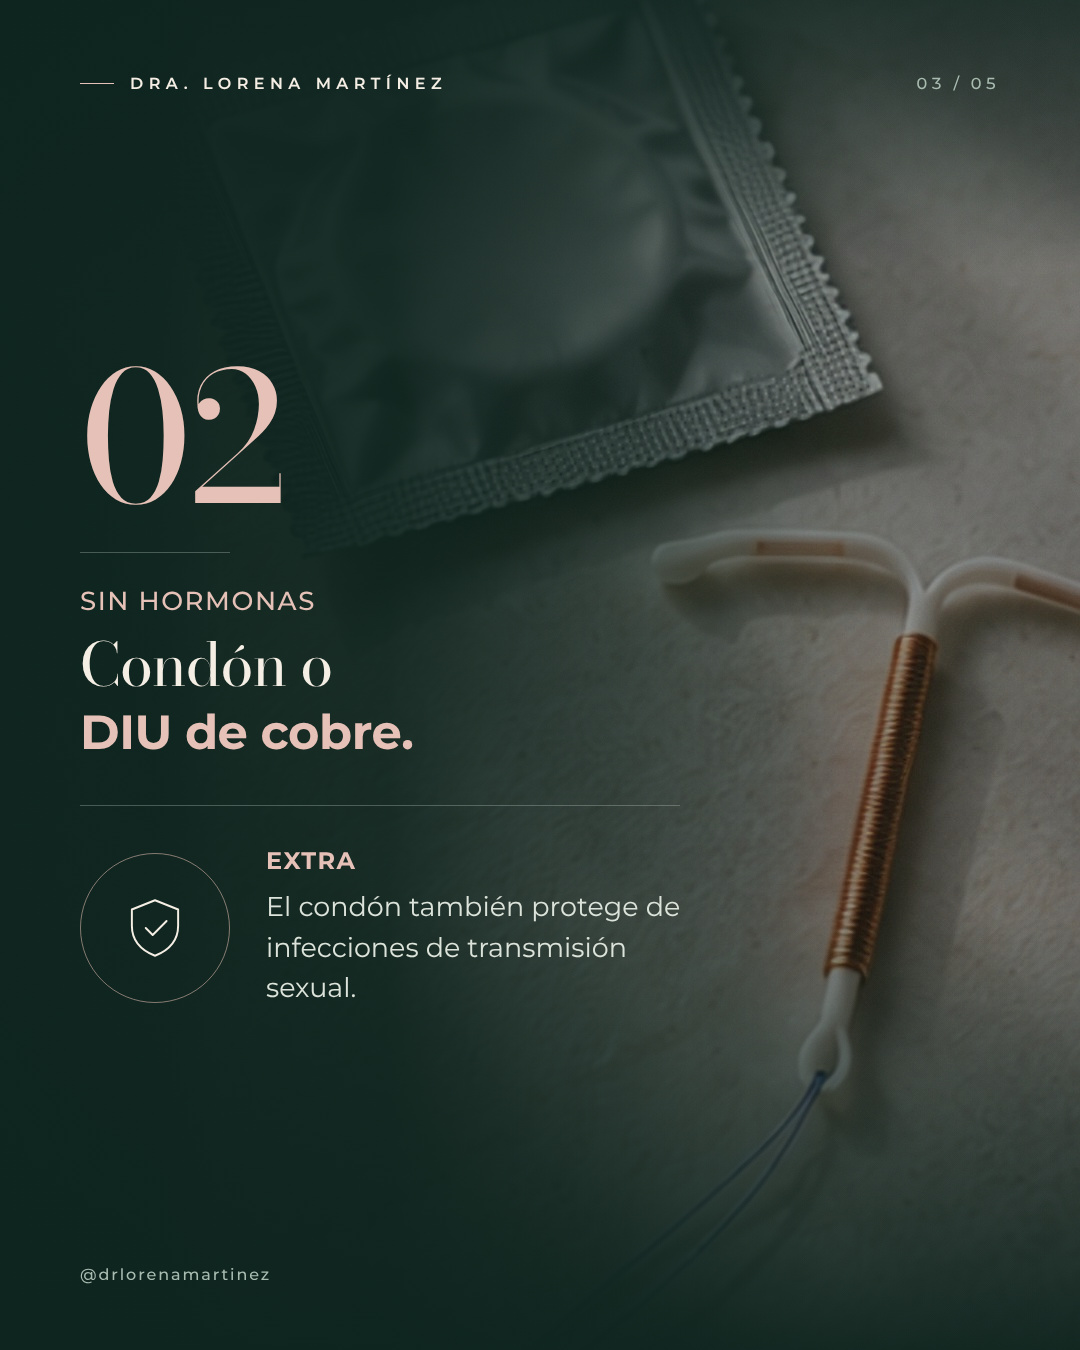 DRA. LORENA MARTÍNEZ
03 / 05
02
SIN HORMONAS
Condón o
DIU de cobre.
EXTRA
El condón también protege de
infecciones de transmisión
sexual.
@drlorenamartinez